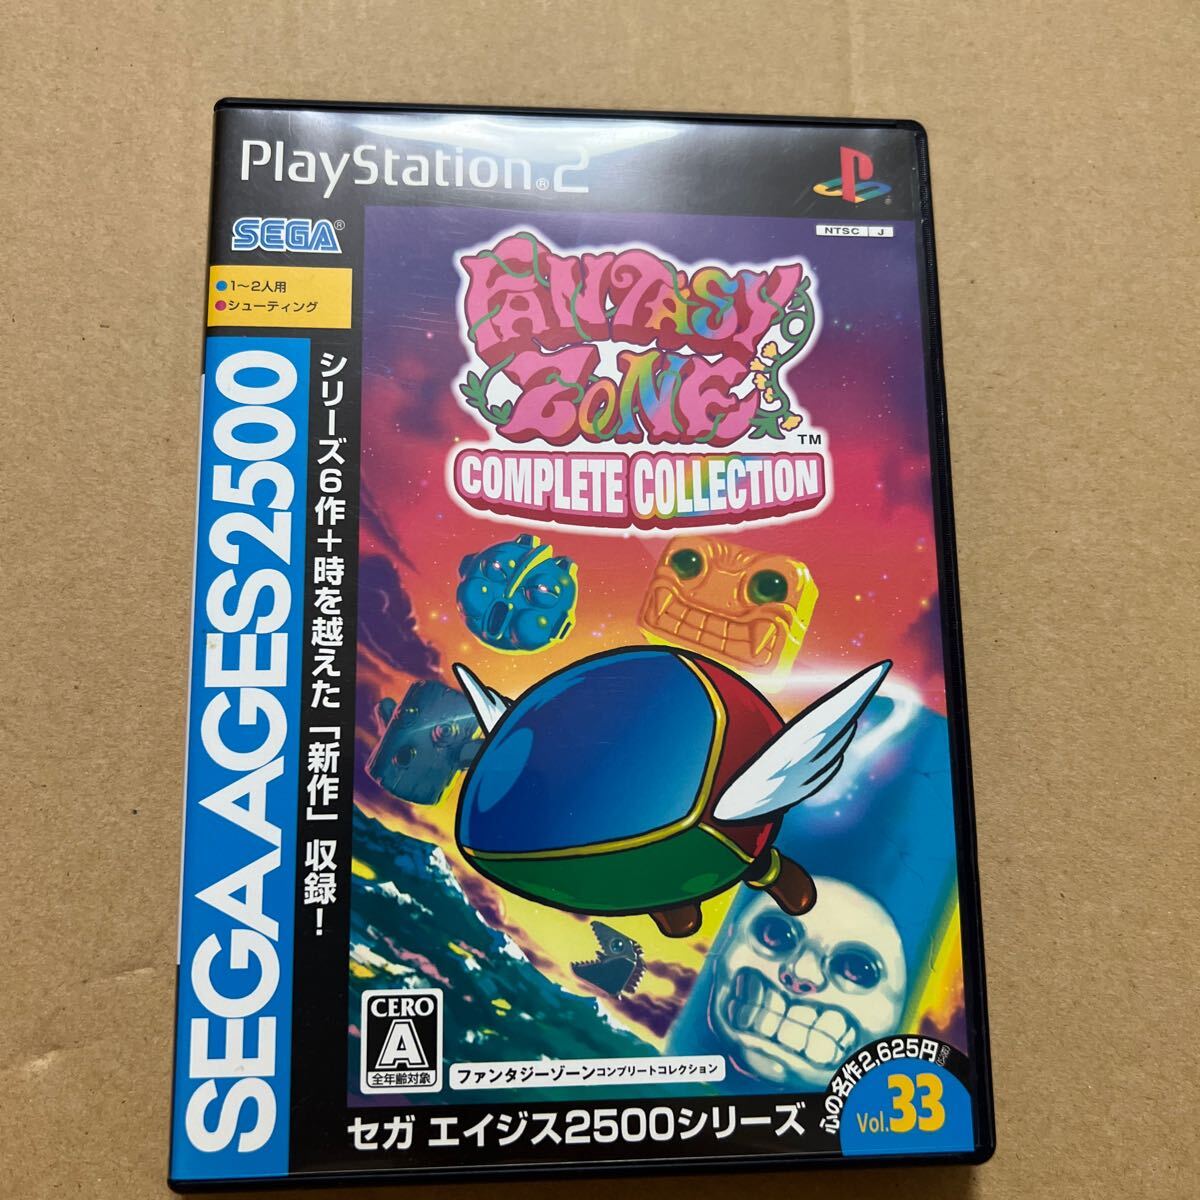 PlayStation®2
NTSC J
SEGA®
1〜2人用
シューティング
SEGA AGES2500
シリーズ6作+時を越えた「新作」収録!
FANTASY
ZONE
TM
COMPLETE COLLECTION
CERO
A
全年齢対象
ファンタジーゾーンコンプリートコレクション
心の名作2,625円
Vol.33
セガ エイジス2500シリーズ